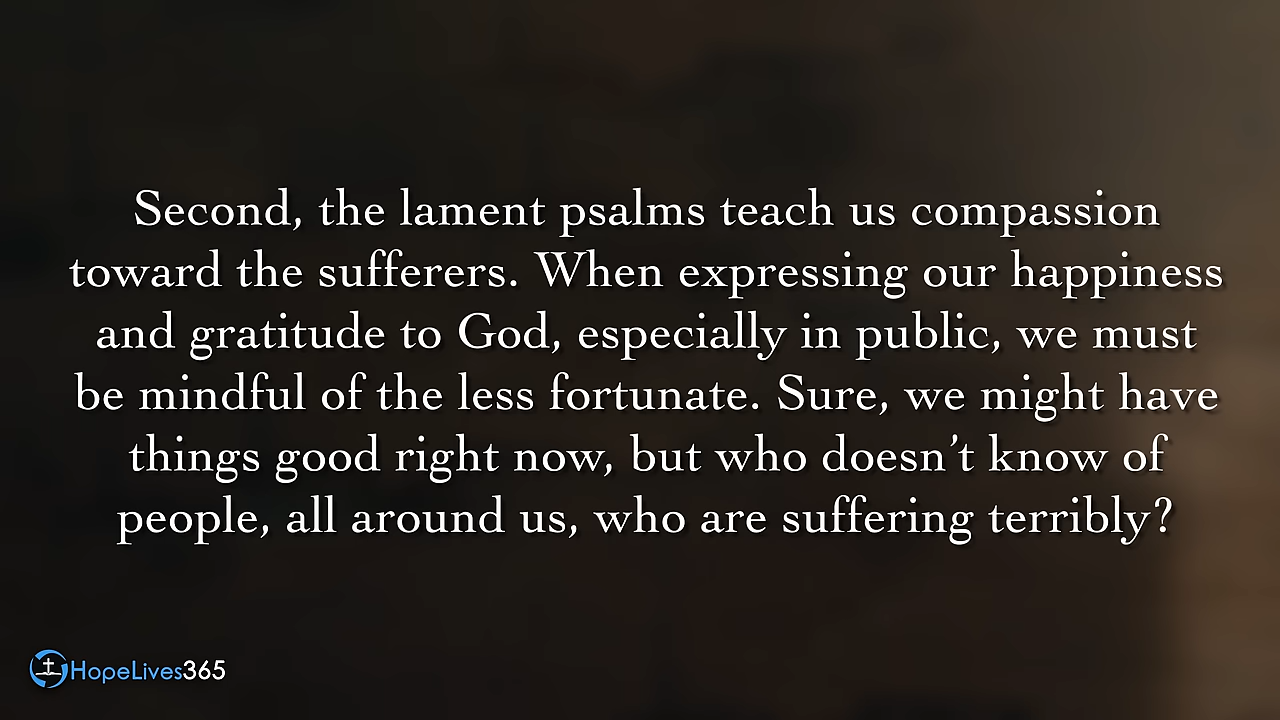 Second, the lament psalms teach us compassion
toward the sufferers. When expressing our happiness
and gratitude to God, especially in public, we must
be mindful of the less fortunate. Sure, we might have
things good right now, but who doesn’t know of
people, all around us, who are suffering terribly?
HopeLives365